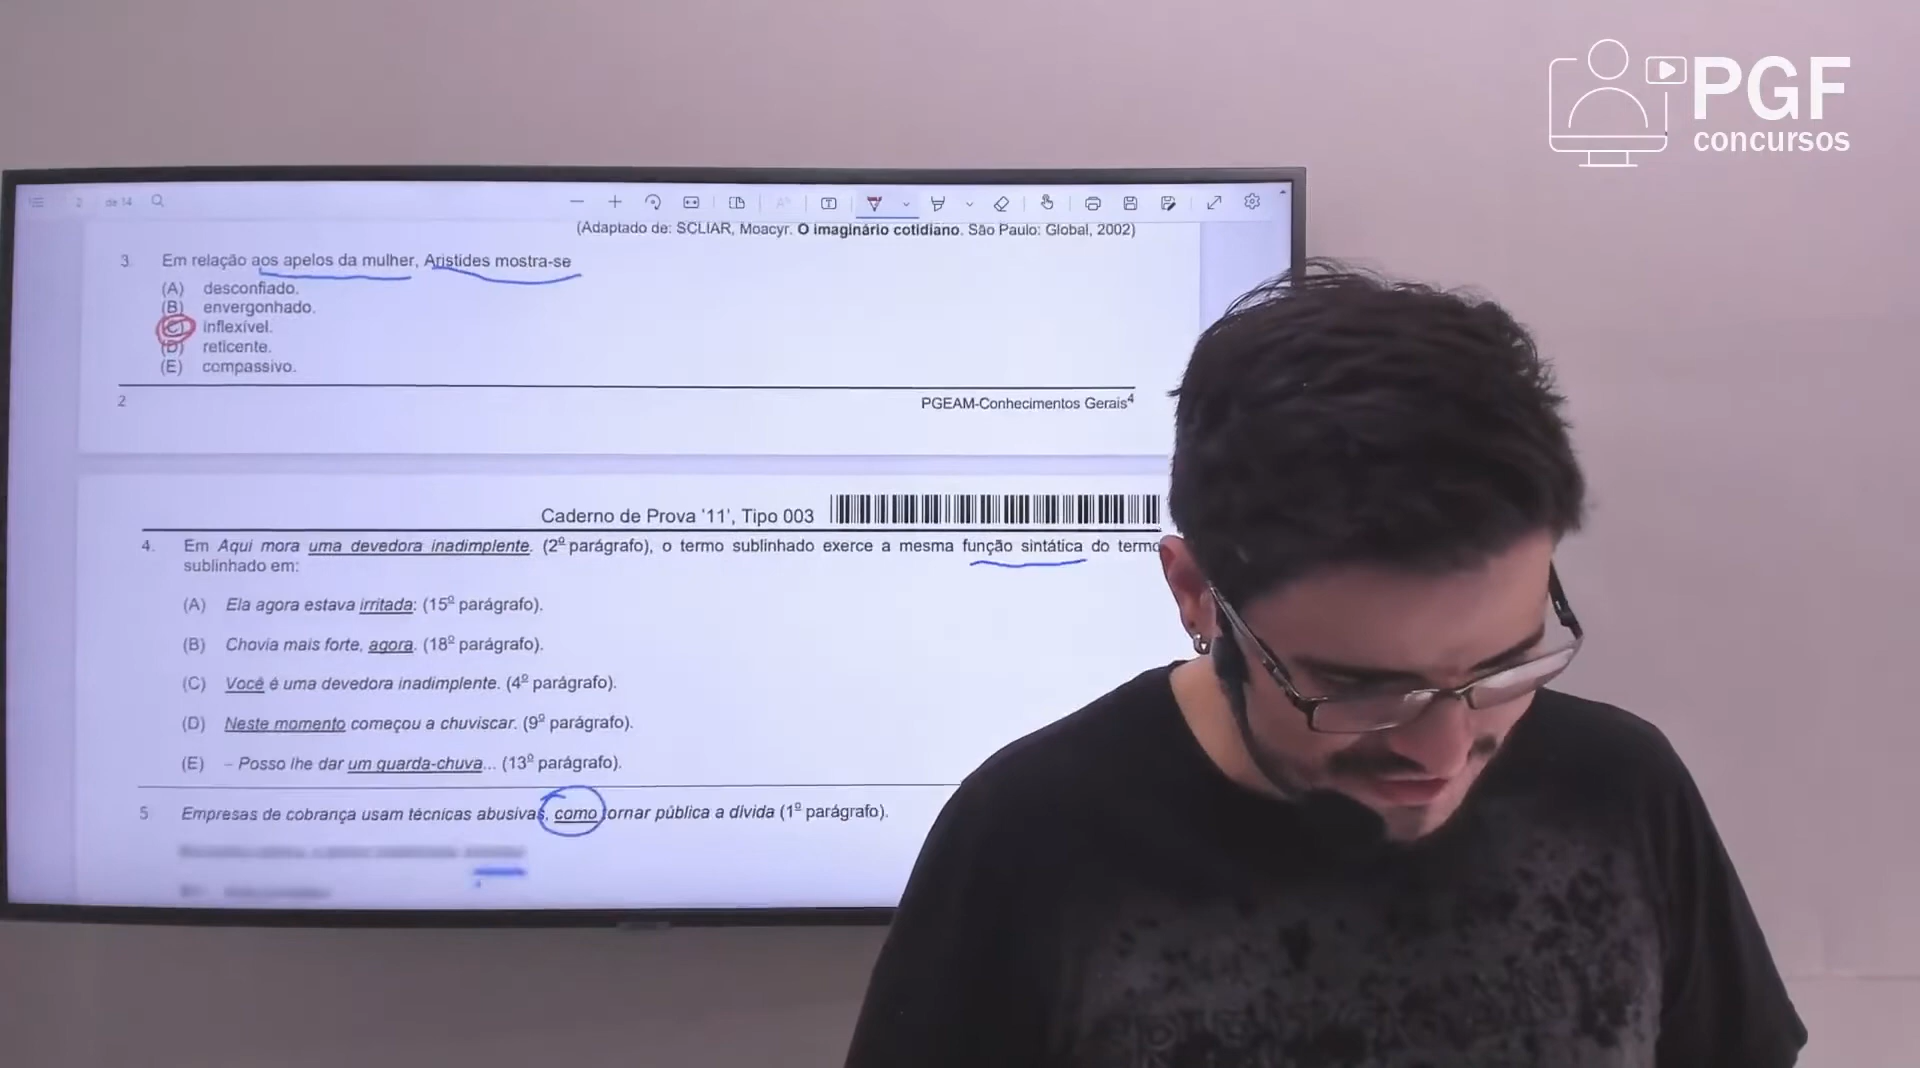 PGF
concursos
2 de 14
(Adaptado de: SCLIAR, Moacyr. O imaginário cotidiano. São Paulo: Global, 2002)
3. Em relação aos apelos da mulher, Aristides mostra-se
(A) desconfiado.
(B) envergonhado.
(C) inflexível.
(D) reticente.
(E) compassivo.
2 PGEAM-Conhecimentos Gerais4
Caderno de Prova '11', Tipo 003
4. Em Aqui mora uma devedora inadimplente. (2º parágrafo), o termo sublinhado exerce a mesma função sintática do termo
sublinhado em:
(A) Ela agora estava irritada: (15º parágrafo).
(B) Chovia mais forte, agora. (18º parágrafo).
(C) Você é uma devedora inadimplente. (4º parágrafo).
(D) Neste momento começou a chuviscar. (9º parágrafo).
(E) – Posso lhe dar um guarda-chuva... (13º parágrafo).
5 Empresas de cobrança usam técnicas abusivas, como tornar pública a dívida (1º parágrafo).